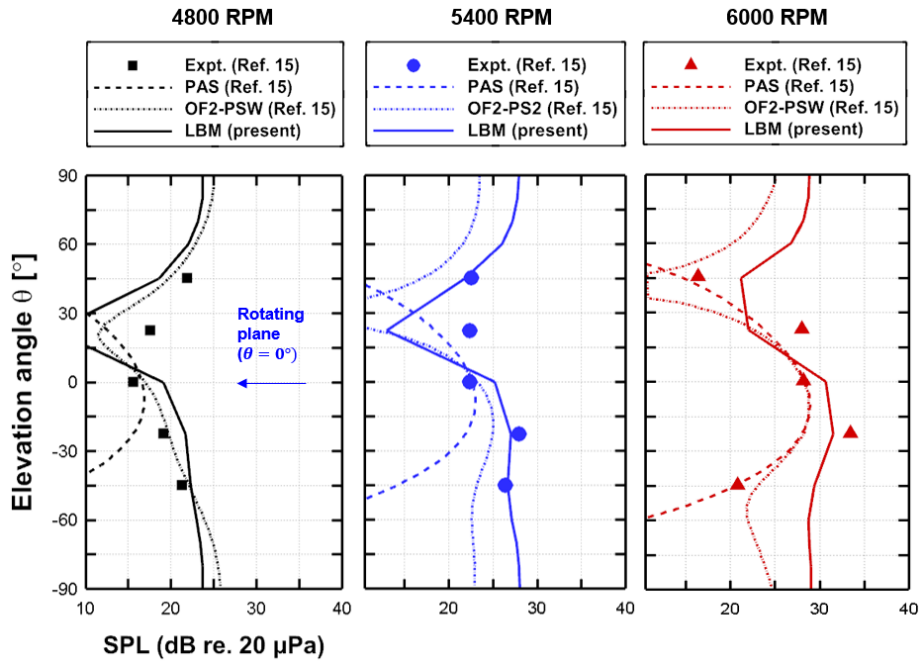 4800 RPM
5400 RPM
6000 RPM
Expt. (Ref. 15)
PAS (Ref. 15)
OF2-PSW (Ref. 15)
LBM (present)
Expt. (Ref. 15)
PAS (Ref. 15)
OF2-PS2 (Ref. 15)
LBM (present)
Expt. (Ref. 15)
PAS (Ref. 15)
OF2-PSW (Ref. 15)
LBM (present)
Elevation angle θ [°]
90
60
30
0
-30
-60
-90
Rotating
plane
(θ = 0°)
10
20
30
40
20
30
40
20
30
40
SPL (dB re. 20 µPa)